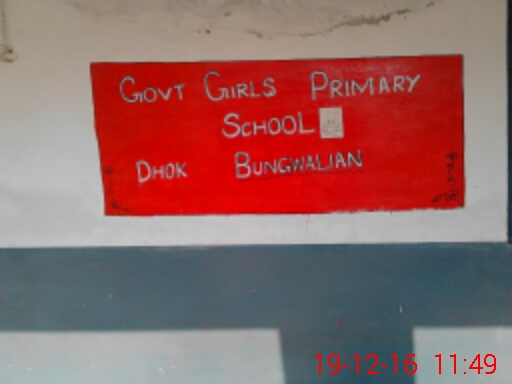 GOVT GIRLS PRIMARY
SCHOOL
DHOK BUNGWALIAN
19-12-16 11:49